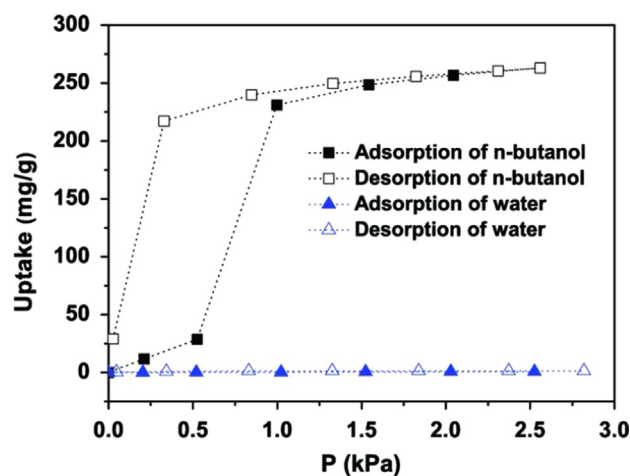 300
250
200
150
100
50
0
Uptake (mg/g)
Adsorption of n-butanol
Desorption of n-butanol
Adsorption of water
Desorption of water
0.0 0.5 1.0 1.5 2.0 2.5 3.0
P (kPa)